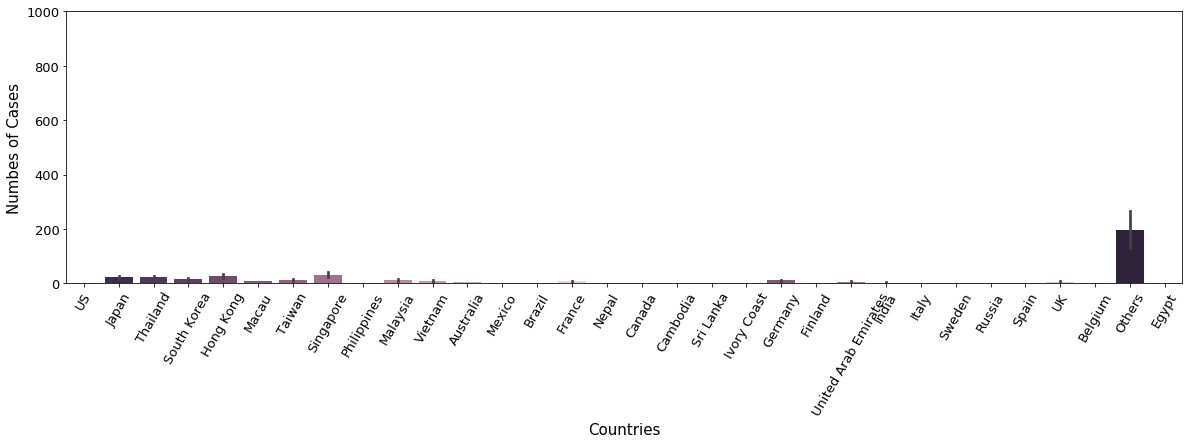 1000
800
600
400
200
0
Numbes of Cases
US
Japan
Thailand
South Korea
Hong Kong
Macau
Taiwan
Singapore
Philippines
Malaysia
Vietnam
Australia
Mexico
Brazil
France
Nepal
Canada
Cambodia
Sri Lanka
Ivory Coast
Germany
Finland
United Arab Emirates
India
Italy
Sweden
Russia
Spain
UK
Belgium
Others
Egypt
Countries